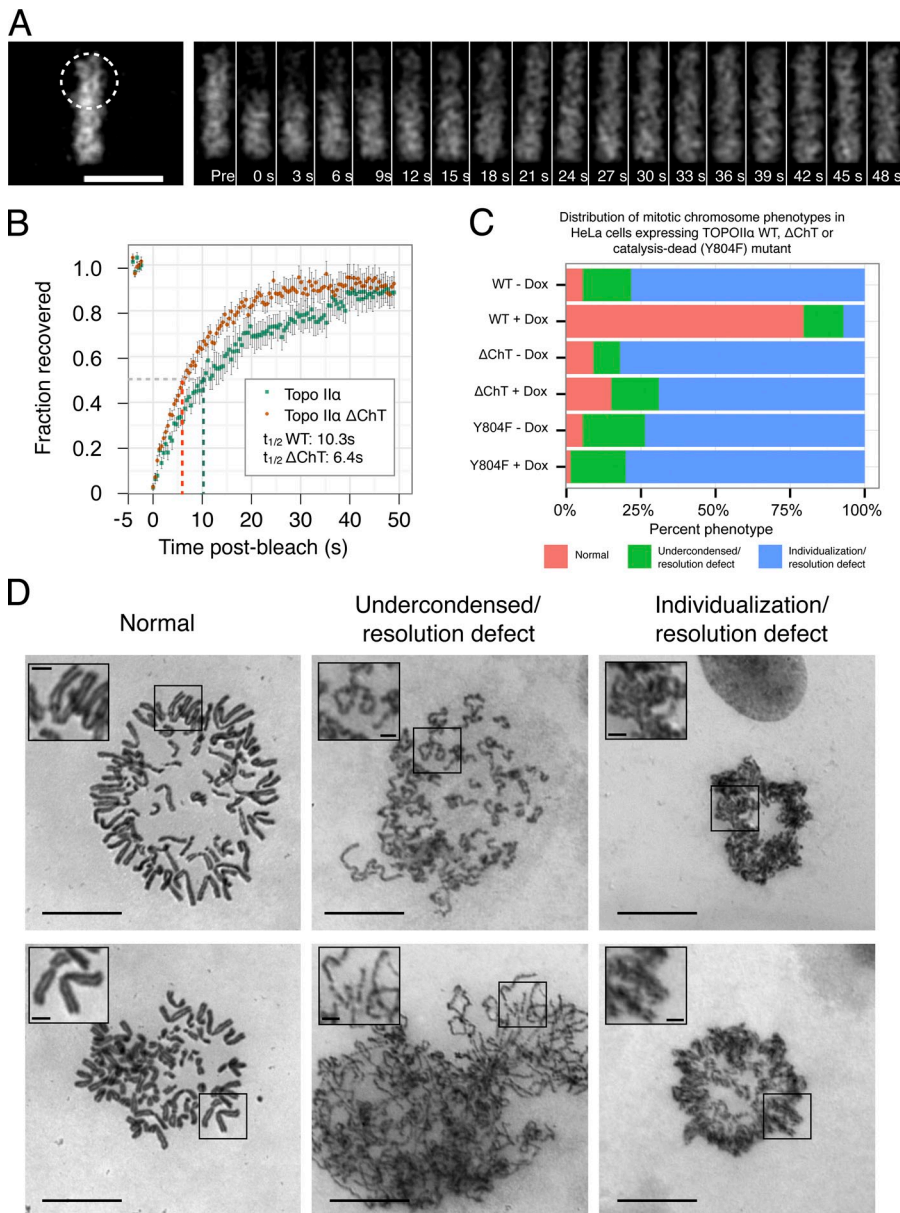 A
Pre 0 s 3 s 6 s 9s 12 s 15 s 18 s 21 s 24 s 27 s 30 s 33 s 36 s 39 s 42 s 45 s 48 s
B
Fraction recovered
1.0
0.8
0.6
0.4
0.2
0
-5 0 10 20 30 40 50
Time post-bleach (s)
Topo IIα
Topo IIα ΔChT
t1/2 WT: 10.3s
t1/2 ΔChT: 6.4s
C
Distribution of mitotic chromosome phenotypes in
HeLa cells expressing TOPOIIα WT, ΔChT or
catalysis-dead (Y804F) mutant
WT - Dox
WT + Dox
ΔChT - Dox
ΔChT + Dox
Y804F - Dox
Y804F + Dox
0% 25% 50% 75% 100%
Percent phenotype
Normal
Undercondensed/
resolution defect
Individualization/
resolution defect
D
Normal
Undercondensed/
resolution defect
Individualization/
resolution defect